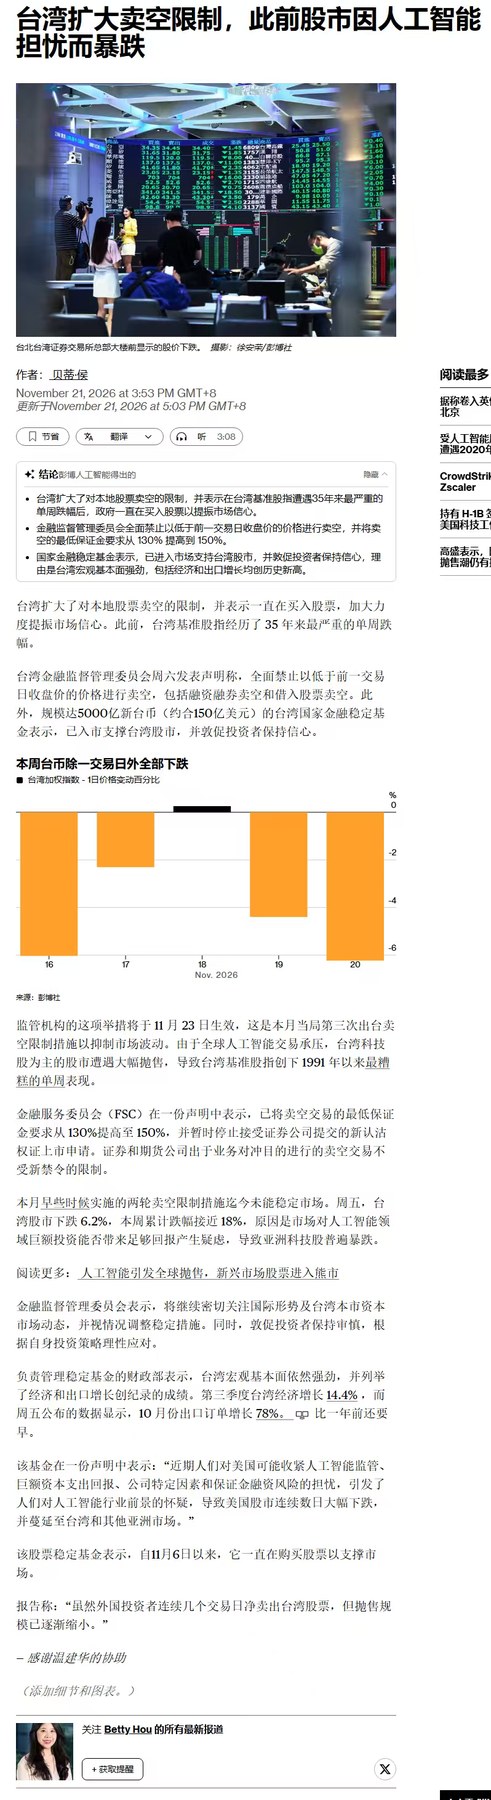 台湾扩大卖空限制，此前股市因人工智能
担忧而暴跌
台北台湾证券交易所总部大楼前显示的股价下跌。 摄影：徐安荣/彭博社
作者： 贝蒂·侯
November 21, 2026 at 3:53 PM GMT+8
更新于November 21, 2026 at 5:03 PM GMT+8
节省
翻译
听 3:08
结论彭博人工智能得出的
隐藏
台湾扩大了对本地股票卖空的限制，并表示在台湾基准股指遭遇35年来最严重的
单周跌幅后，政府一直在买入股票以提振市场信心。
金融监督管理委员会全面禁止以低于前一交易日收盘价的价格进行卖空，并将卖
空的最低保证金要求从 130% 提高到 150%。
国家金融稳定基金表示，已进入市场支持台湾股市，并敦促投资者保持信心，理
由是台湾宏观基本面强劲，包括经济和出口增长均创历史新高。
台湾扩大了对本地股票卖空的限制，并表示一直在买入股票，加大力
度提振市场信心。此前，台湾基准股指经历了 35 年来最严重的单周跌
幅。
台湾金融监督管理委员会周六发表声明称，全面禁止以低于前一交易
日收盘价的价格进行卖空，包括融资融券卖空和借入股票卖空。此
外，规模达5000亿新台币（约合150亿美元）的台湾国家金融稳定基
金表示，已入市支撑台湾股市，并敦促投资者保持信心。
本周台币除一交易日外全部下跌
台湾加权指数 - 1日价格变动百分比
%
0
-2
-4
-6
16 17 18 19 20
Nov. 2026
来源：彭博社
监管机构的这项举措将于 11 月 23 日生效，这是本月当局第三次出台卖
空限制措施以抑制市场波动。由于全球人工智能交易承压，台湾科技
股为主的股市遭遇大幅抛售，导致台湾基准股指创下 1991 年以来最糟
糕的单周表现。
金融服务委员会（FSC）在一份声明中表示，已将卖空交易的最低保证
金要求从 130%提高至 150%，并暂时停止接受证券公司提交的新认沽
权证上市申请。证券和期货公司出于业务对冲目的进行的卖空交易不
受新禁令的限制。
本月早些时候实施的两轮卖空限制措施迄今未能稳定市场。周五，台
湾股市下跌 6.2%，本周累计跌幅接近 18%，原因是市场对人工智能领
域巨额投资能否带来足够回报产生疑虑，导致亚洲科技股普遍暴跌。
阅读更多： 人工智能引发全球抛售，新兴市场股票进入熊市
金融监督管理委员会表示，将继续密切关注国际形势及台湾本市资本
市场动态，并视情况调整稳定措施。同时，敦促投资者保持审慎，根
据自身投资策略理性应对。
负责管理稳定基金的财政部表示，台湾宏观基本面依然强劲，并列举
了经济和出口增长创纪录的成绩。第三季度台湾经济增长 14.4% ，而
周五公布的数据显示，10 月份出口订单增长 78%。 比一年前还要
早。
该基金在一份声明中表示：“近期人们对美国可能收紧人工智能监管、
巨额资本支出回报、公司特定因素和保证金融资风险的担忧，引发了
人们对人工智能行业前景的怀疑，导致美国股市连续数日大幅下跌，
并蔓延至台湾和其他亚洲市场。”
该股票稳定基金表示，自11月6日以来，它一直在购买股票以支撑市
场。
报告称：“虽然外国投资者连续几个交易日净卖出台湾股票，但抛售规
模已逐渐缩小。”
– 感谢温建华的协助
（添加细节和图表。）
关注 Betty Hou 的所有最新报道
+ 获取提醒
阅读最多
据称卷入英
北京
受人工智能
遭遇2020年
CrowdStri
Zscaler
持有 H-1B 签
美国科技工
高盛表示，
抛售潮仍有